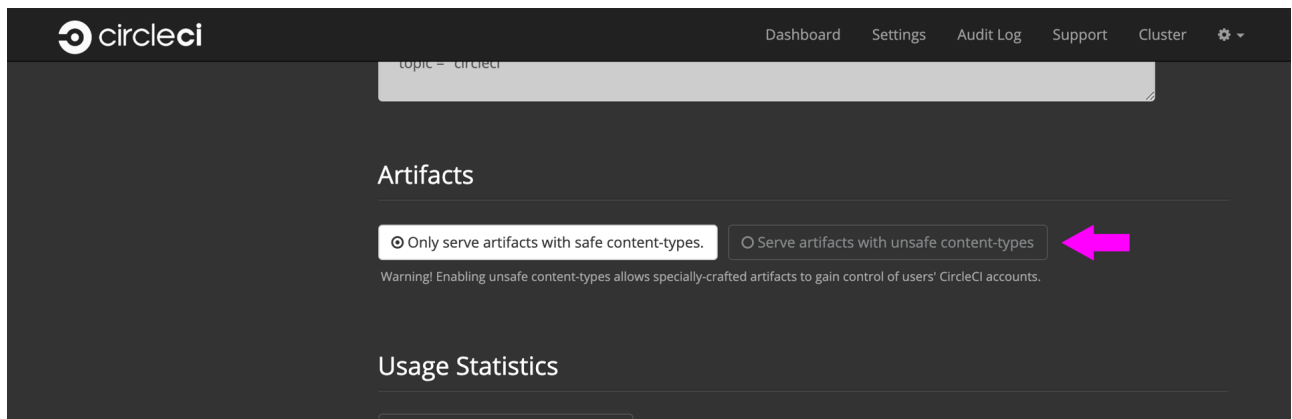 circleci
Dashboard Settings Audit Log Support Cluster
topic = "circleci"
Artifacts
Only serve artifacts with safe content-types. Serve artifacts with unsafe content-types
Warning! Enabling unsafe content-types allows specially-crafted artifacts to gain control of users' CircleCI accounts.
Usage Statistics